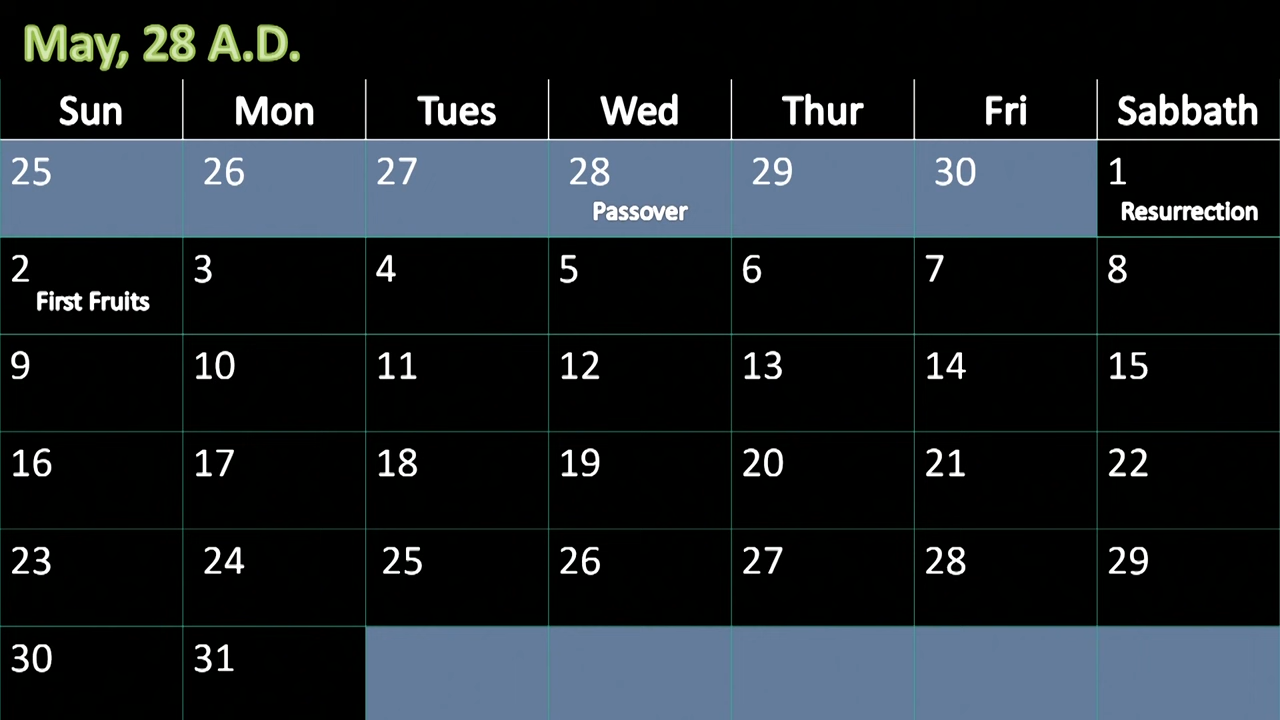 May, 28 A.D.
Sun Mon Tues Wed Thur Fri Sabbath
25 26 27 28 29 30 1
Passover Resurrection
2 3 4 5 6 7 8
First Fruits
9 10 11 12 13 14 15
16 17 18 19 20 21 22
23 24 25 26 27 28 29
30 31